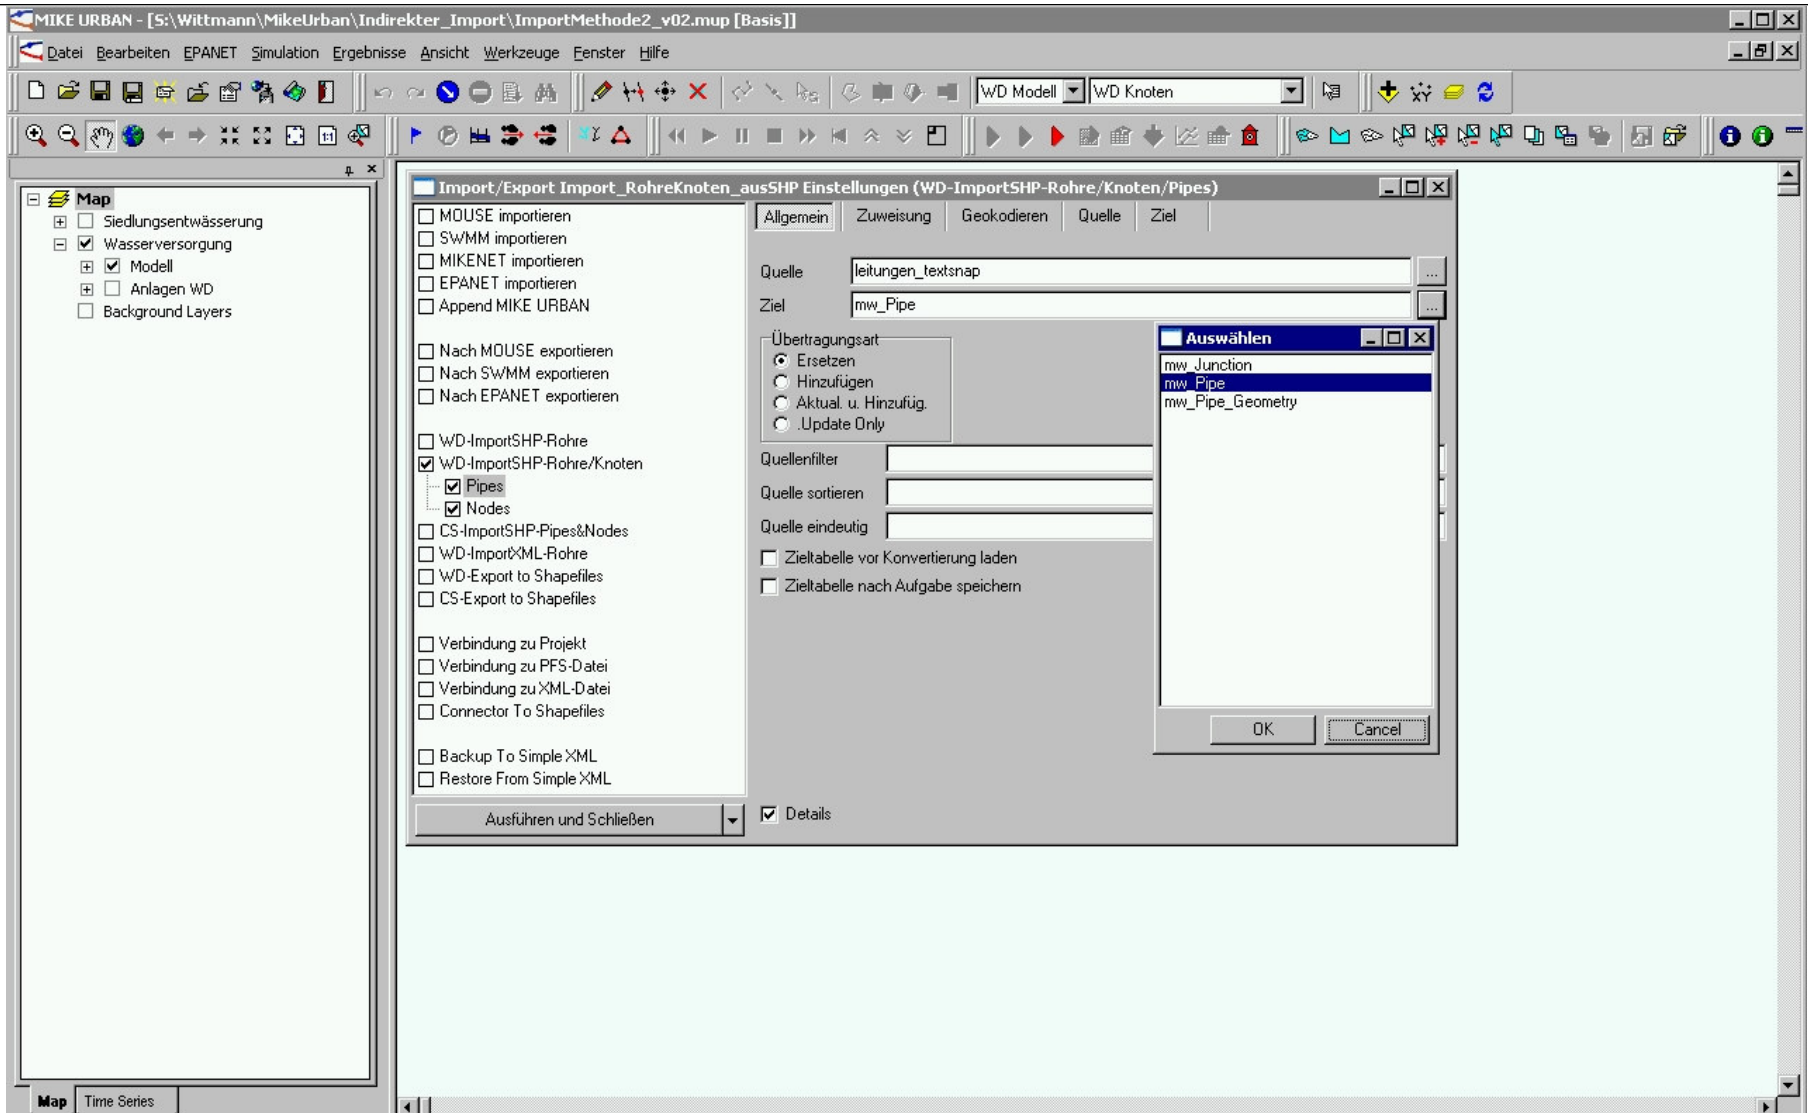 MIKE URBAN - [S:\Wittmann\MikeUrban\Indirekter_Import\ImportMethode2_v02.mup [Basis]]
Datei Bearbeiten EPANET Simulation Ergebnisse Ansicht Werkzeuge Fenster Hilfe
WD Modell WD Knoten
Map
Siedlungsentwässerung
Wasserversorgung
Modell
Anlagen WD
Background Layers
Import/Export Import_RohreKnoten_ausSHP Einstellungen (WD-ImportSHP-Rohre/Knoten/Pipes)
MOUSE importieren
SWMM importieren
MIKENET importieren
EPANET importieren
Append MIKE URBAN
Nach MOUSE exportieren
Nach SWMM exportieren
Nach EPANET exportieren
WD-ImportSHP-Rohre
WD-ImportSHP-Rohre/Knoten
Pipes
Nodes
CS-ImportSHP-Pipes&Nodes
WD-ImportXML-Rohre
WD-Export to Shapefiles
CS-Export to Shapefiles
Verbindung zu Projekt
Verbindung zu PFS-Datei
Verbindung zu XML-Datei
Connector To Shapefiles
Backup To Simple XML
Restore From Simple XML
Ausführen und Schließen
Allgemein Zuweisung Geokodieren Quelle Ziel
Quelle leitungen_textsnap ...
Ziel mw_Pipe ...
Übertragungsart
Ersetzen
Hinzufügen
Aktual. u. Hinzufüg.
.Update Only
Quellenfilter
Quelle sortieren
Quelle eindeutig
Zieltabelle vor Konvertierung laden
Zieltabelle nach Aufgabe speichern
Details
Auswählen
mw_Junction
mw_Pipe
mw_Pipe_Geometry
OK Cancel
Map Time Series